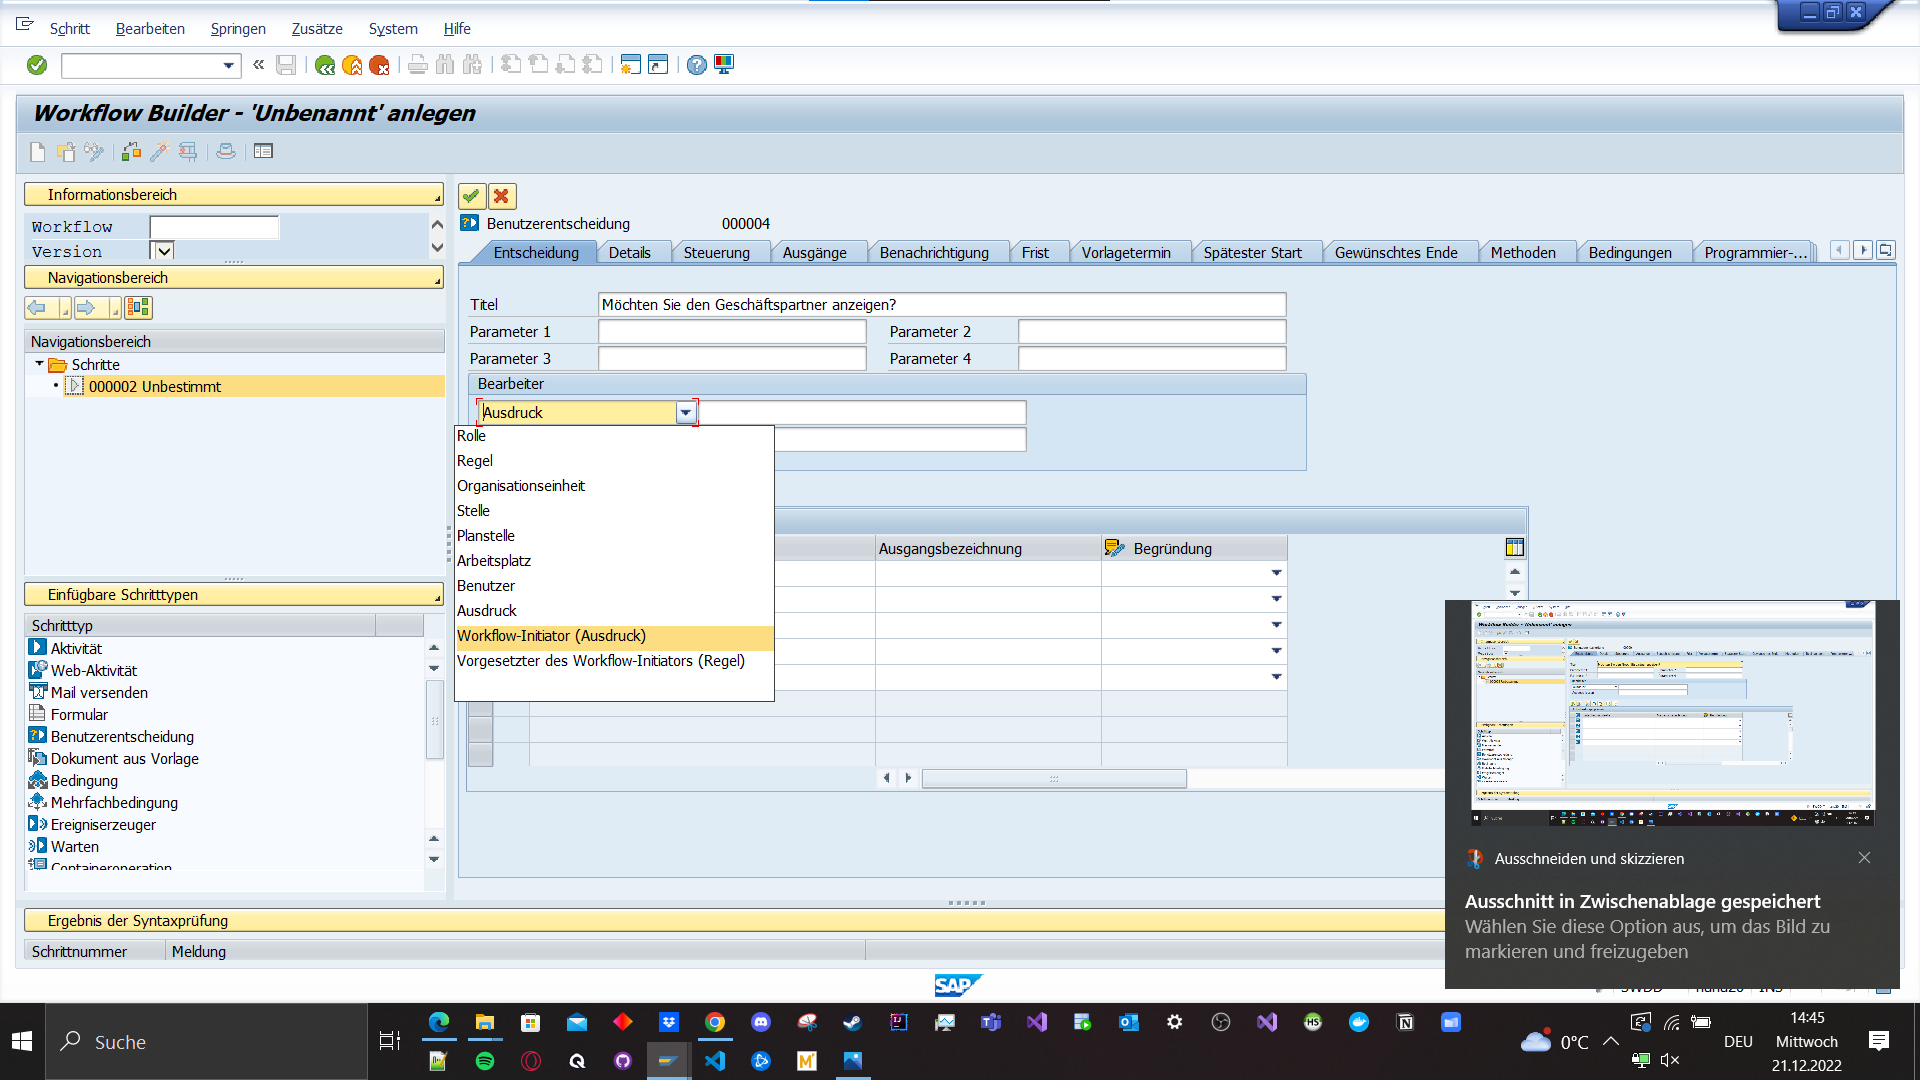 Schritt Bearbeiten Springen Zusätze System Hilfe
Workflow Builder - 'Unbenannt' anlegen
Informationsbereich
Workflow
Version
Navigationsbereich
Navigationsbereich
Schritte
000002 Unbestimmt
Einfügbare Schritttypen
Schritttyp
Aktivität
Web-Aktivität
Mail versenden
Formular
Benutzerentscheidung
Dokument aus Vorlage
Bedingung
Mehrfachbedingung
Ereigniserzeuger
Warten
Containeroperation
Benutzerentscheidung 000004
Entscheidung Details Steuerung Ausgänge Benachrichtigung Frist Vorlagetermin Spätester Start Gewünschtes Ende Methoden Bedingungen Programmier-...
Titel Möchten Sie den Geschäftspartner anzeigen?
Parameter 1 Parameter 2
Parameter 3 Parameter 4
Bearbeiter
Ausdruck
Rolle
Regel
Organisationseinheit
Stelle
Planstelle
Arbeitsplatz
Benutzer
Ausdruck
Workflow-Initiator (Ausdruck)
Vorgesetzter des Workflow-Initiators (Regel)
Ausgangsbezeichnung Begründung
Ergebnis der Syntaxprüfung
Schrittnummer Meldung
SAP
Ausschneiden und skizzieren
Ausschnitt in Zwischenablage gespeichert
Wählen Sie diese Option aus, um das Bild zu
markieren und freizugeben
Suche
0°C
DEU
14:45
Mittwoch
21.12.2022